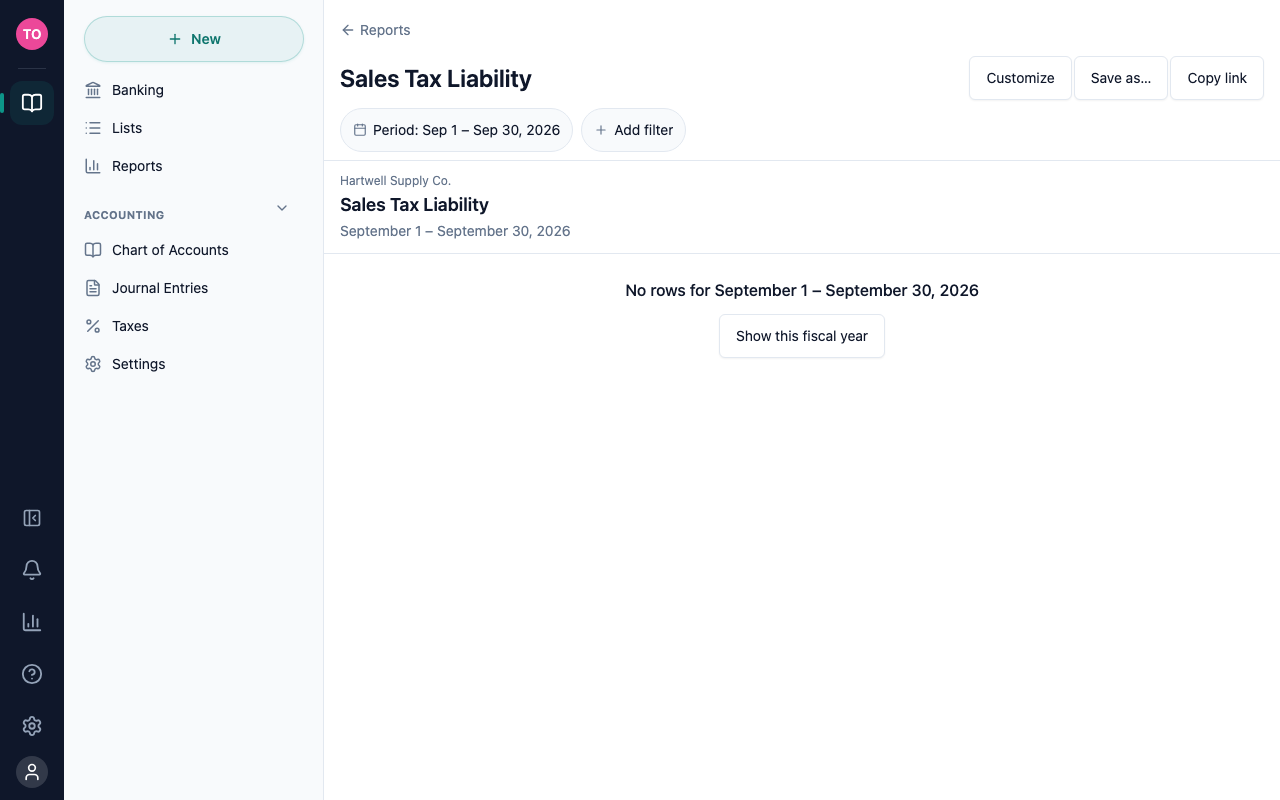 TO
New
Banking
Lists
Reports
ACCOUNTING
Chart of Accounts
Journal Entries
Taxes
Settings
Reports
Sales Tax Liability
Customize
Save as...
Copy link
Period: Sep 1 – Sep 30, 2026
Add filter
Hartwell Supply Co.
Sales Tax Liability
September 1 – September 30, 2026
No rows for September 1 – September 30, 2026
Show this fiscal year